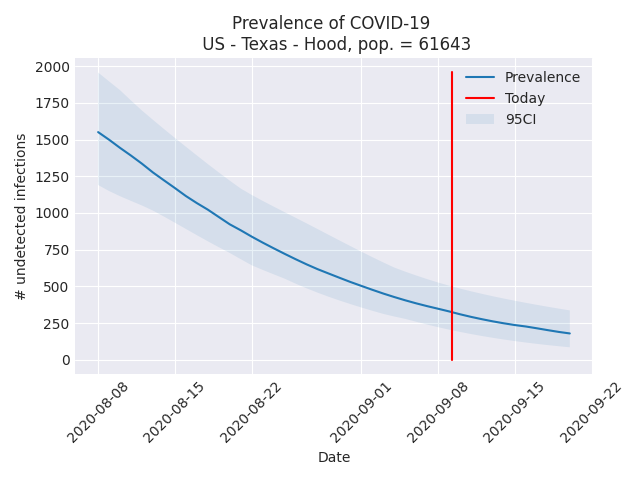 Prevalence of COVID-19
US - Texas - Hood, pop. = 61643
Prevalence
Today
95CI
# undetected infections
2000
1750
1500
1250
1000
750
500
250
0
2020-08-08
2020-08-15
2020-08-22
2020-09-01
2020-09-08
2020-09-15
2020-09-22
Date